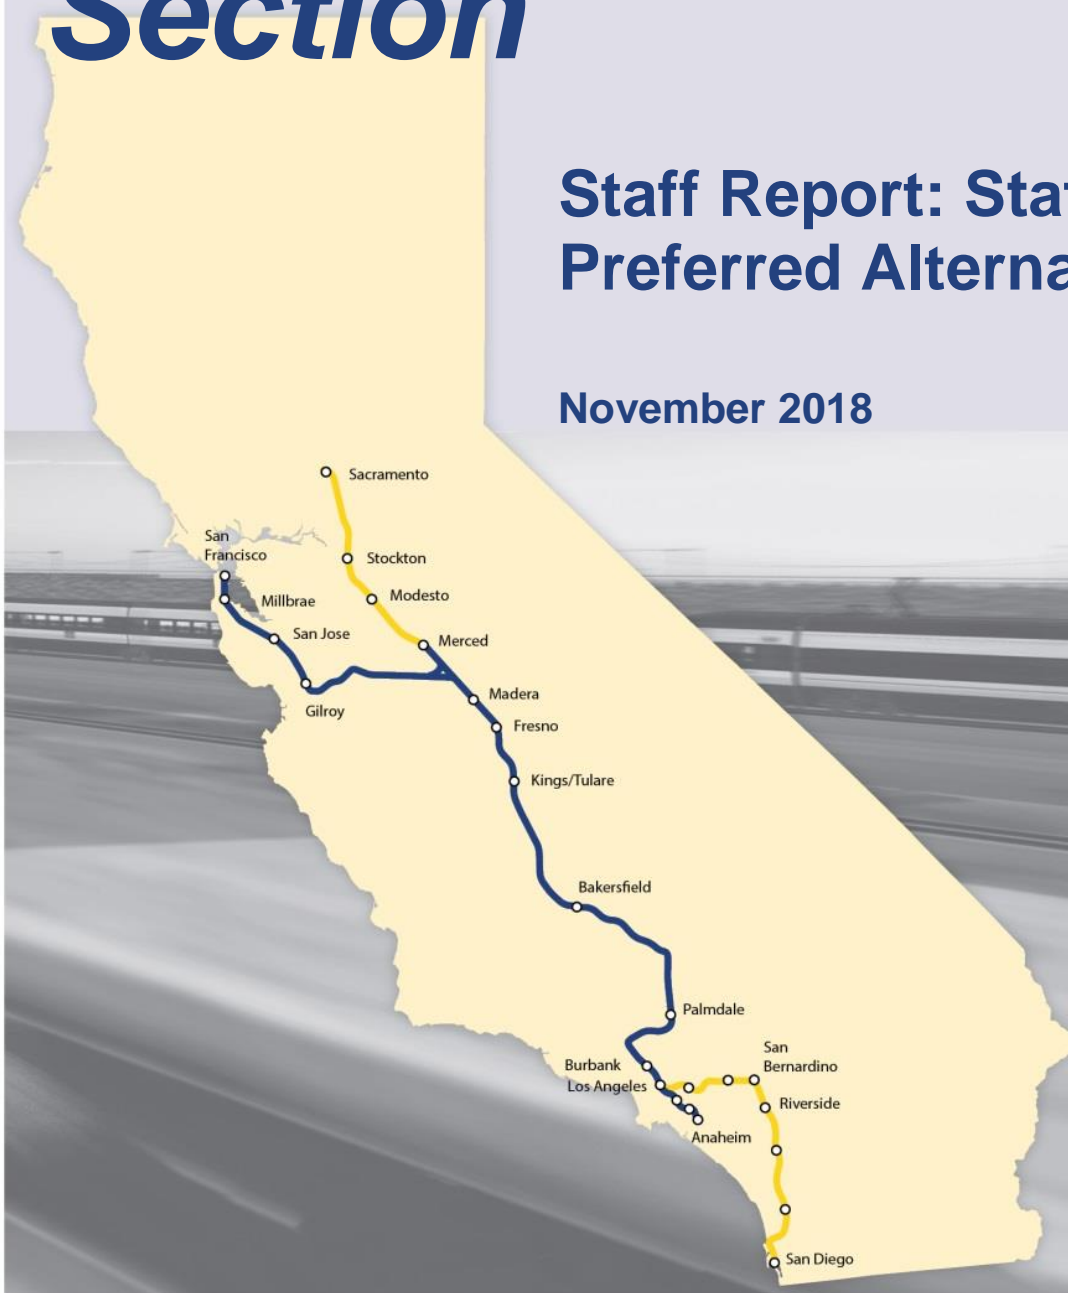 Section
Staff Report: Sta
Preferred Alterna
November 2018
Sacramento
San
Francisco
Stockton
Millbrae
Modesto
San Jose
Merced
Gilroy
Madera
Fresno
Kings/Tulare
Bakersfield
Palmdale
San
Bernardino
Burbank
Los Angeles
Riverside
Anaheim
San Diego